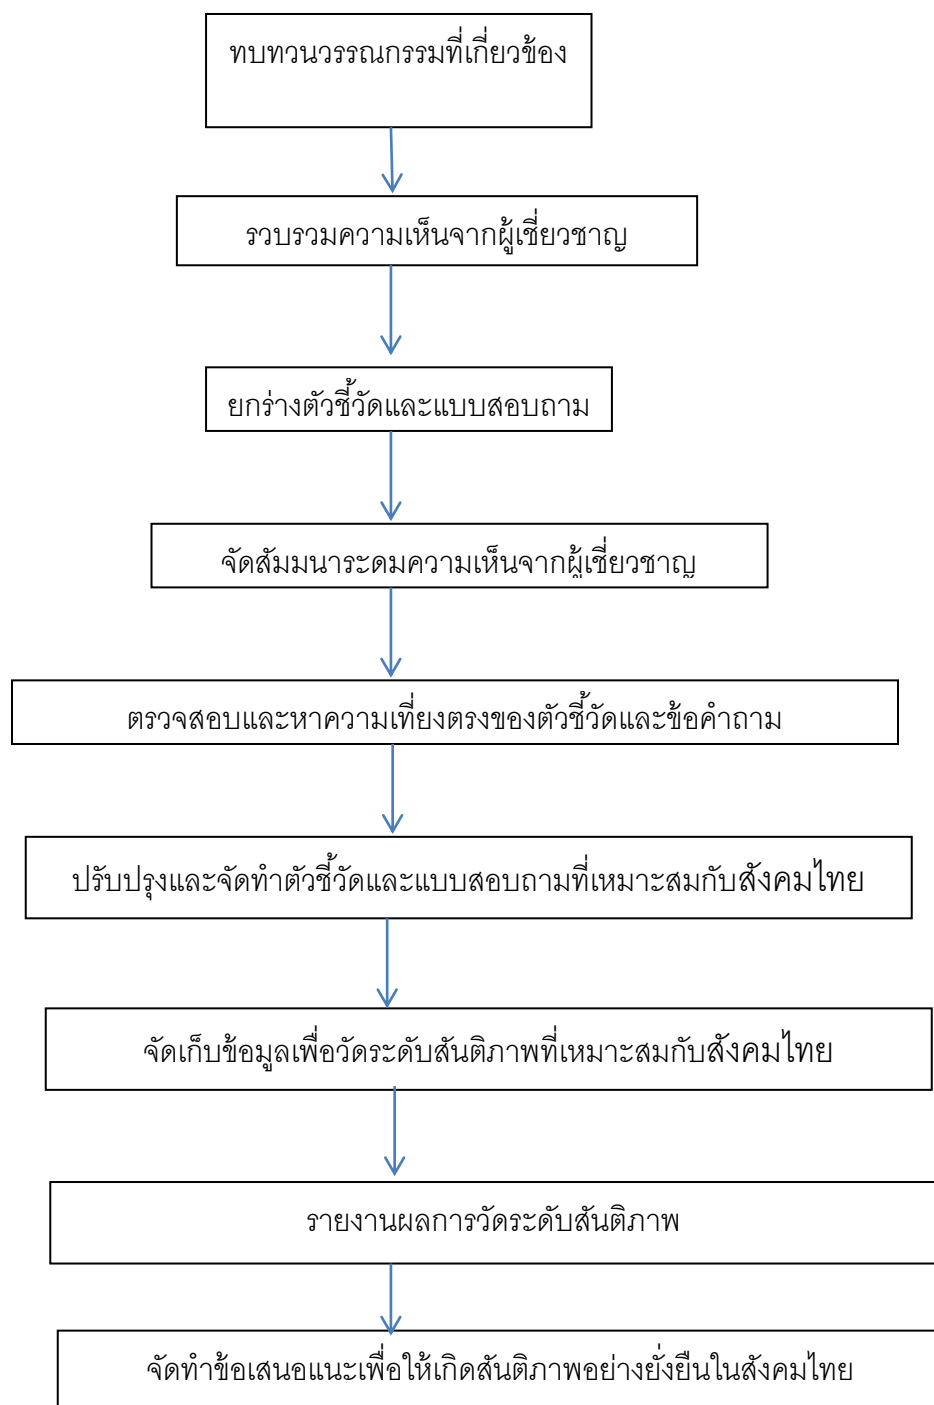 ทบทวนวรรณกรรมที่เกี่ยวข้อง
รวบรวมความเห็นจากผู้เชี่ยวชาญ
ยกร่างตัวชี้วัดและแบบสอบถาม
จัดสัมมนาระดมความเห็นจากผู้เชี่ยวชาญ
ตรวจสอบและหาความเที่ยงตรงของตัวชี้วัดและข้อคำถาม
ปรับปรุงและจัดทำตัวชี้วัดและแบบสอบถามที่เหมาะสมกับสังคมไทย
จัดเก็บข้อมูลเพื่อวัดระดับสันติภาพที่เหมาะสมกับสังคมไทย
รายงานผลการวัดระดับสันติภาพ
จัดทำข้อเสนอแนะเพื่อให้เกิดสันติภาพอย่างยั่งยืนในสังคมไทย